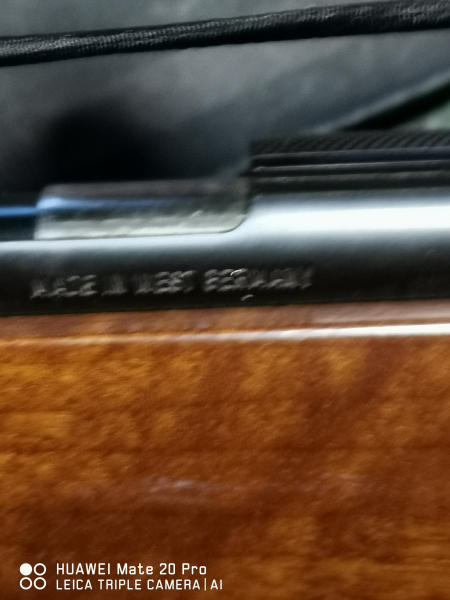 MADE IN WEST GERMANY
HUAWEI Mate 20 Pro
LEICA TRIPLE CAMERA | AI